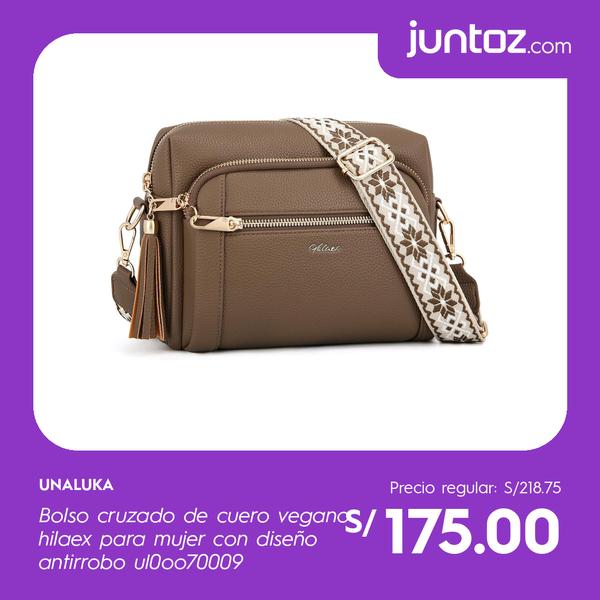 juntoz.com
Hilaex
UNALUKA
Bolso cruzado de cuero vegano
hilaex para mujer con diseño
antirrobo ul0oo70009
Precio regular: S/218.75
S/ 175.00